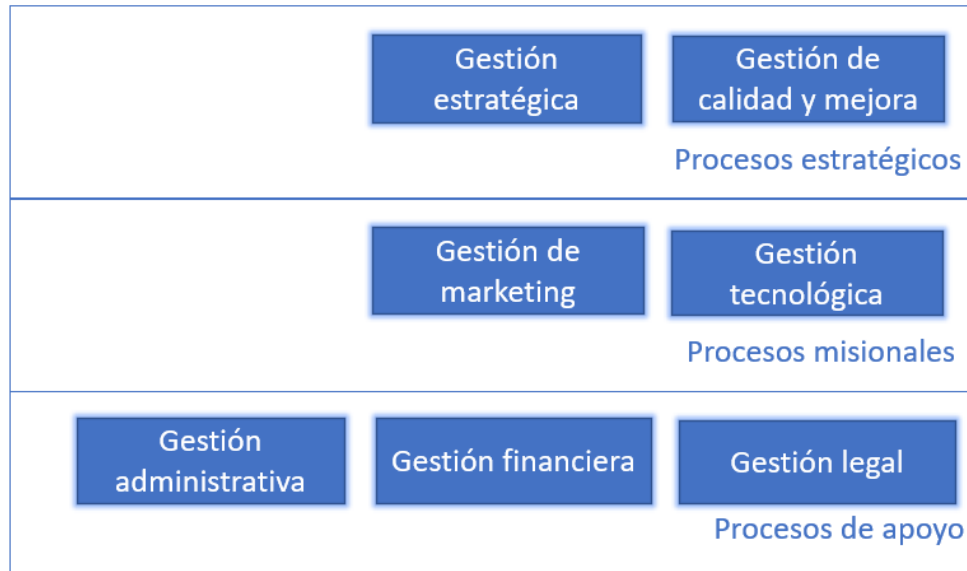 Gestión
estratégica
Gestión de
calidad y mejora
Procesos estratégicos
Gestión de
marketing
Gestión
tecnológica
Procesos misionales
Gestión
administrativa
Gestión financiera
Gestión legal
Procesos de apoyo